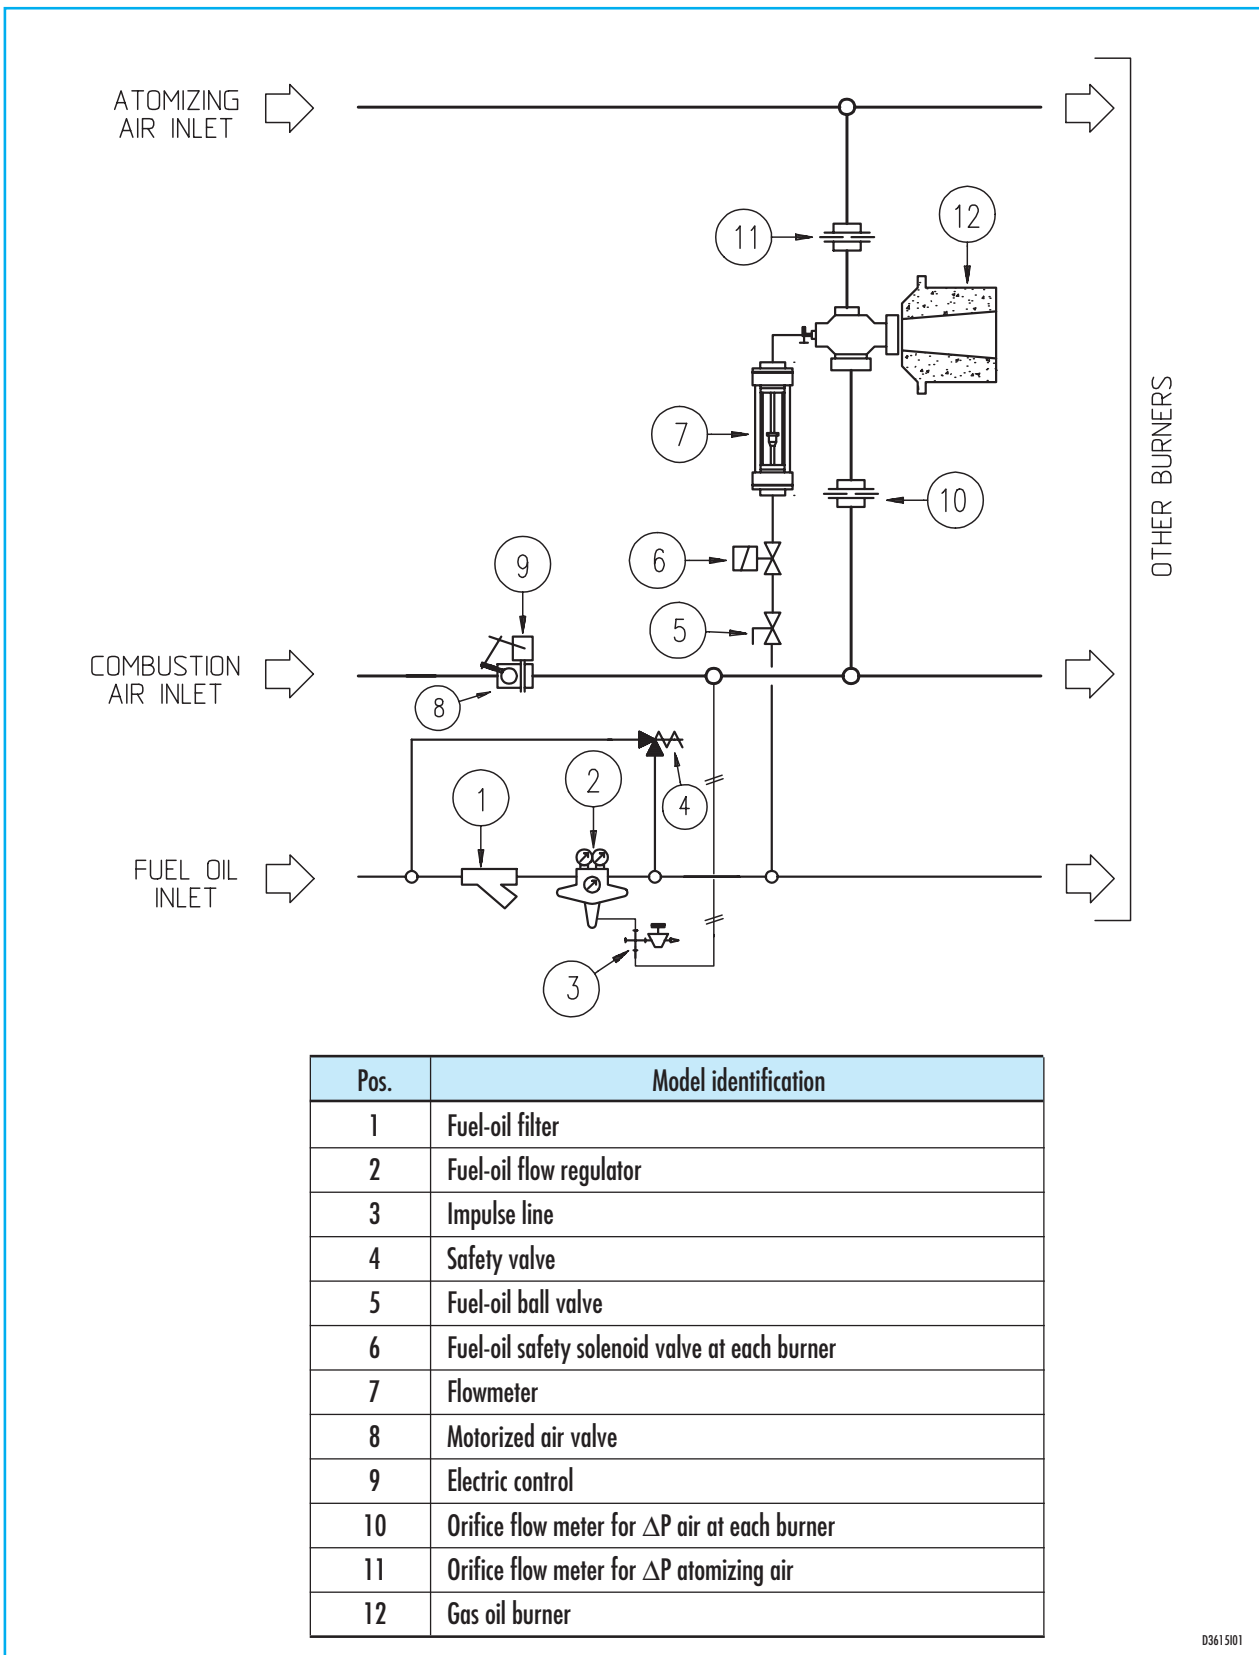 ATOMIZING
AIR INLET
11
12
7
10
6
9
5
OTHER BURNERS
COMBUSTION
AIR INLET
8
2
1
4
FUEL OIL
INLET
3
Pos. Model identification
1 Fuel-oil filter
2 Fuel-oil flow regulator
3 Impulse line
4 Safety valve
5 Fuel-oil ball valve
6 Fuel-oil safety solenoid valve at each burner
7 Flowmeter
8 Motorized air valve
9 Electric control
10 Orifice flow meter for ∆P air at each burner
11 Orifice flow meter for ∆P atomizing air
12 Gas oil burner
D3615I01